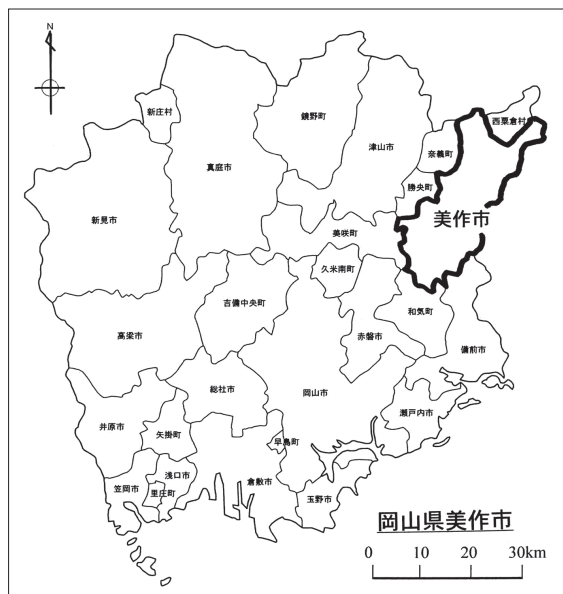 N
新庄村
鏡野町
西粟倉村
津山市
奈義町
真庭市
勝央町
新見市
美作市
美咲町
久米南町
吉備中央町
和気町
高梁市
赤磐市
備前市
総社市
岡山市
瀬戸内市
井原市
矢掛町
早島町
浅口市
笠岡市
里庄町
倉敷市
玉野市
岡山県美作市
0 10 20 30km